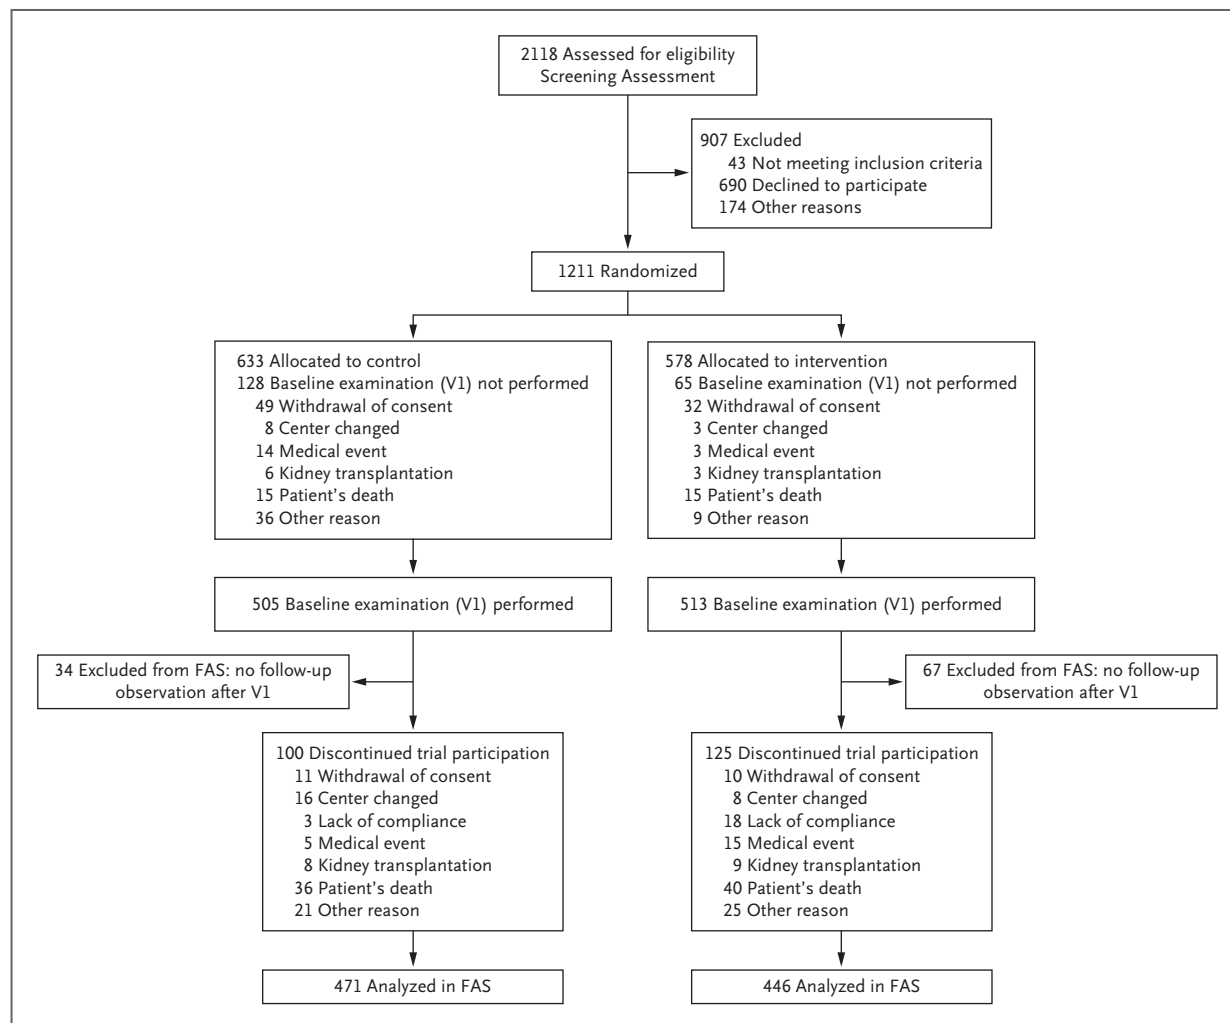 2118 Assessed for eligibility
Screening Assessment
907 Excluded
43 Not meeting inclusion criteria
690 Declined to participate
174 Other reasons
1211 Randomized
633 Allocated to control
128 Baseline examination (V1) not performed
49 Withdrawal of consent
8 Center changed
14 Medical event
6 Kidney transplantation
15 Patient's death
36 Other reason
578 Allocated to intervention
65 Baseline examination (V1) not performed
32 Withdrawal of consent
3 Center changed
3 Medical event
3 Kidney transplantation
15 Patient's death
9 Other reason
505 Baseline examination (V1) performed
513 Baseline examination (V1) performed
34 Excluded from FAS: no follow-up
observation after V1
67 Excluded from FAS: no follow-up
observation after V1
100 Discontinued trial participation
11 Withdrawal of consent
16 Center changed
3 Lack of compliance
5 Medical event
8 Kidney transplantation
36 Patient's death
21 Other reason
125 Discontinued trial participation
10 Withdrawal of consent
8 Center changed
18 Lack of compliance
15 Medical event
9 Kidney transplantation
40 Patient's death
25 Other reason
471 Analyzed in FAS
446 Analyzed in FAS